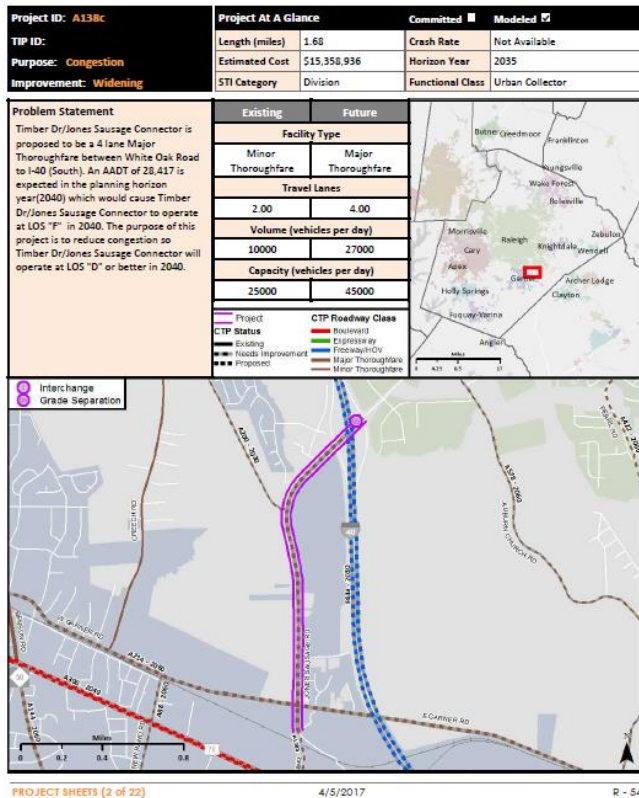 Project ID: A138c
TIP ID:
Purpose: Congestion
Improvement: Widening
Project At A Glance
Committed
Modeled
Length (miles) 1.68
Crash Rate Not Available
Estimated Cost $15,358,936
Horizon Year 2035
STI Category Division
Functional Class Urban Collector
Problem Statement
Timber Dr/Jones Sausage Connector is
proposed to be a 4 lane Major
Thoroughfare between White Oak Road
to I-40 (South). An AADT of 28,417 is
expected in the planning horizon
year(2040) which would cause Timber
Dr/Jones Sausage Connector to operate
at LOS "F" in 2040. The purpose of this
project is to reduce congestion so
Timber Dr/Jones Sausage Connector will
operate at LOS "D" or better in 2040.
Existing Future
Facility Type
Minor Thoroughfare
Major Thoroughfare
Travel Lanes
2.00 4.00
Volume (vehicles per day)
10000 27000
Capacity (vehicles per day)
25000 45000
Project
CTP Status
Existing
Needs Improvement
Proposed
CTP Roadway Class
Boulevard
Expressway
Freeway/HOV
Major Thoroughfare
Minor Thoroughfare
Butner
Creedmoor
Franklinton
Youngsville
Wake Forest
Rolesville
Morrisville
Cary
Raleigh
Knightdale
Zebulon
Wendell
Apex
Garner
Archer Lodge
Holly Springs
Clayton
Fuquay-Varina
Angier
Miles
Interchange
Grade Separation
CREECH RD
AUBURN CHURCH RD
JONES SAUSAGE RD
W GARNER RD
E GARNER RD
Miles
0 0.2 0.4 0.8
PROJECT SHEETS (2 of 22)
4/5/2017
R - 54